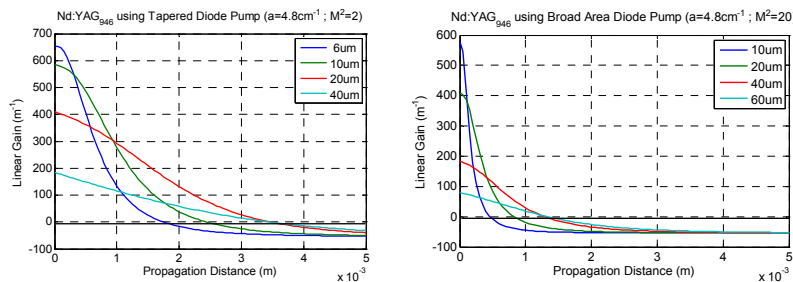 Nd:YAG946 using Tapered Diode Pump (a=4.8cm-1 ; M2=2)
700
600
500
400
300
200
100
0
-100
Linear Gain (m-1)
6um
10um
20um
40um
0 1 2 3 4 5
Propagation Distance (m)
x 10-3
Nd:YAG946 using Broad Area Diode Pump (a=4.8cm-1 ; M2=20
600
500
400
300
200
100
0
-100
Linear Gain (m-1)
10um
20um
40um
60um
0 1 2 3 4 5
Propagation Distance (m)
x 10-3